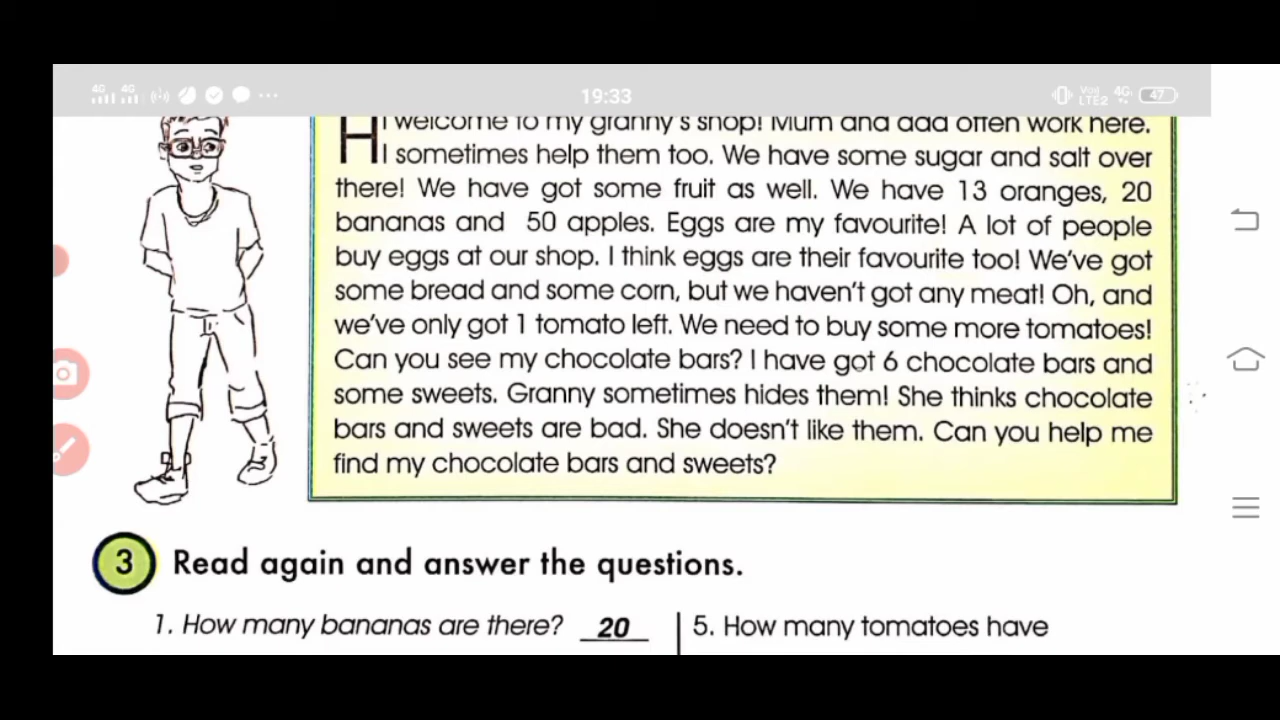 4G 4G 19:33 Vo) LTE2 4G 47
Hi welcome to my granny's shop! Mum and dad often work here.
I sometimes help them too. We have some sugar and salt over
there! We have got some fruit as well. We have 13 oranges, 20
bananas and 50 apples. Eggs are my favourite! A lot of people
buy eggs at our shop. I think eggs are their favourite too! We've got
some bread and some corn, but we haven't got any meat! Oh, and
we've only got 1 tomato left. We need to buy some more tomatoes!
Can you see my chocolate bars? I have got 6 chocolate bars and
some sweets. Granny sometimes hides them! She thinks chocolate
bars and sweets are bad. She doesn't like them. Can you help me
find my chocolate bars and sweets?
3 Read again and answer the questions.
1. How many bananas are there? 20
5. How many tomatoes have